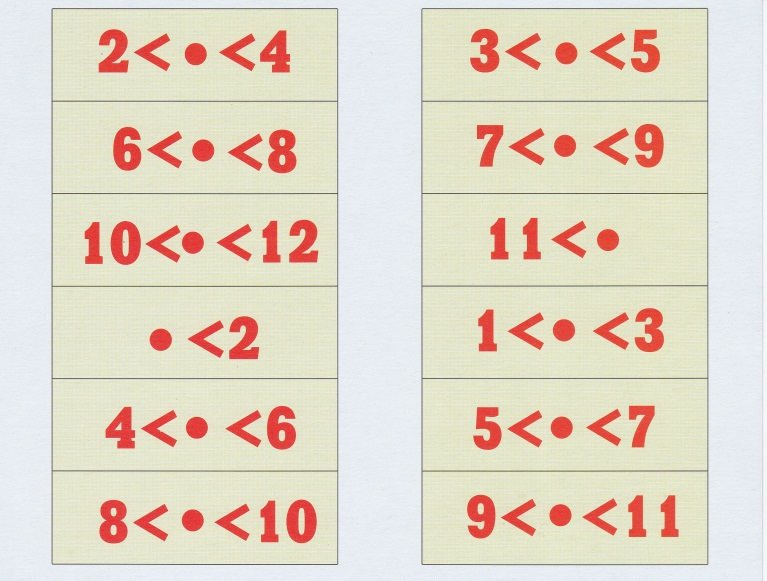 2 < ● < 4
6 < ● < 8
10 < ● < 12
● < 2
4 < ● < 6
8 < ● < 10
3 < ● < 5
7 < ● < 9
11 < ●
1 < ● < 3
5 < ● < 7
9 < ● < 11